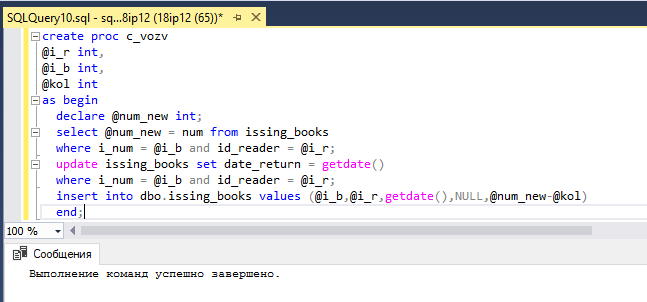 SQLQuery10.sql - sq...8ip12 (18ip12 (65))*
create proc c_vozv
@i_r int,
@i_b int,
@kol int
as begin
declare @num_new int;
select @num_new = num from issing_books
where i_num = @i_b and id_reader = @i_r;
update issing_books set date_return = getdate()
where i_num = @i_b and id_reader = @i_r;
insert into dbo.issing_books values (@i_b,@i_r,getdate(),NULL,@num_new-@kol)
end;
100 %
Сообщения
Выполнение команд успешно завершено.